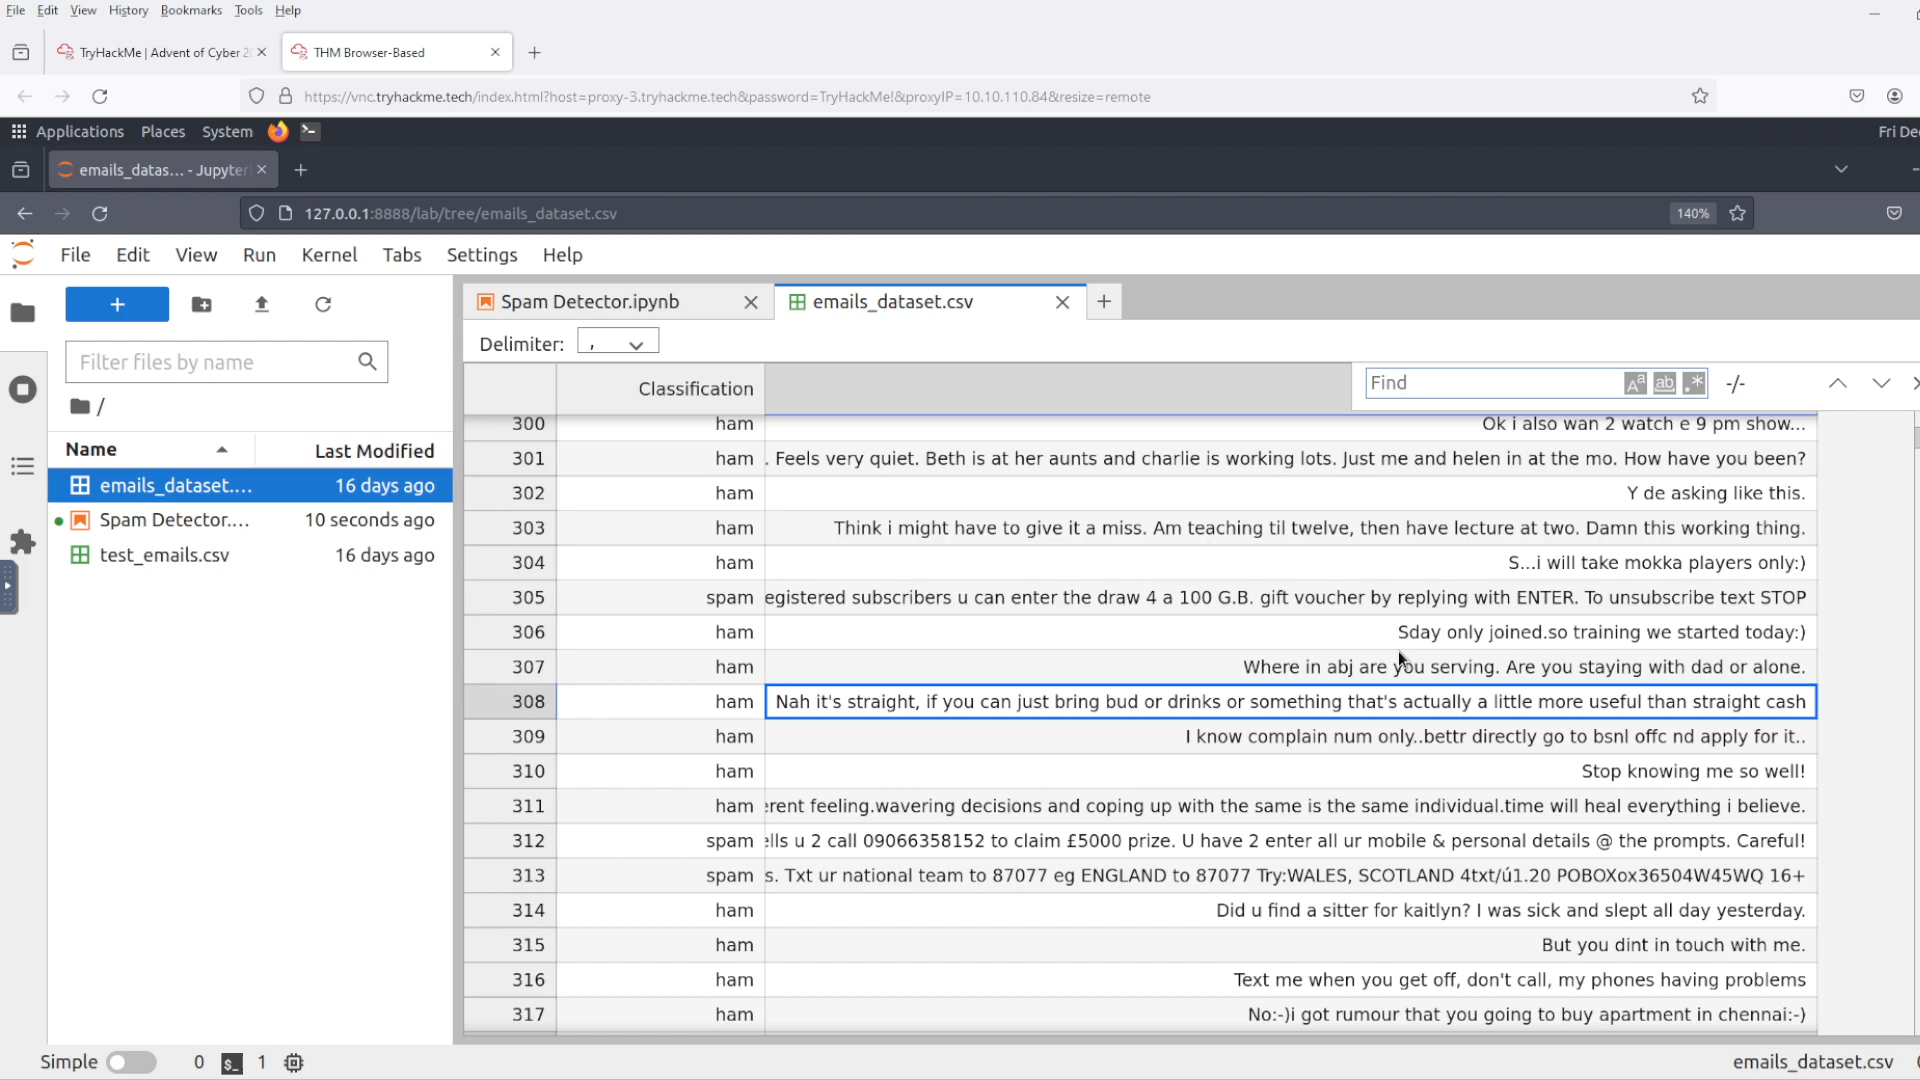 File Edit View History Bookmarks Tools Help
TryHackMe | Advent of Cyber 2
THM Browser-Based
https://vnc.tryhackme.tech/index.html?host=proxy-3.tryhackme.tech&password=TryHackMe!&proxyIP=10.10.110.84&resize=remote
Applications Places System Fri De
emails_datas... - Jupyter
127.0.0.1:8888/lab/tree/emails_dataset.csv 140%
File Edit View Run Kernel Tabs Settings Help
+
Filter files by name
/
Name Last Modified
emails_dataset.... 16 days ago
Spam Detector.... 10 seconds ago
test_emails.csv 16 days ago
Spam Detector.ipynb
emails_dataset.csv
Delimiter: ,
Find Aa ab .* -/-
Classification
300 ham Ok i also wan 2 watch e 9 pm show...
301 ham . Feels very quiet. Beth is at her aunts and charlie is working lots. Just me and helen in at the mo. How have you been?
302 ham Y de asking like this.
303 ham Think i might have to give it a miss. Am teaching til twelve, then have lecture at two. Damn this working thing.
304 ham S...i will take mokka players only:)
305 spam egistered subscribers u can enter the draw 4 a 100 G.B. gift voucher by replying with ENTER. To unsubscribe text STOP
306 ham Sday only joined.so training we started today:)
307 ham Where in abj are you serving. Are you staying with dad or alone.
308 ham Nah it's straight, if you can just bring bud or drinks or something that's actually a little more useful than straight cash
309 ham I know complain num only..bettr directly go to bsnl offc nd apply for it..
310 ham Stop knowing me so well!
311 ham erent feeling.wavering decisions and coping up with the same is the same individual.time will heal everything i believe.
312 spam ells u 2 call 09066358152 to claim £5000 prize. U have 2 enter all ur mobile & personal details @ the prompts. Careful!
313 spam s. Txt ur national team to 87077 eg ENGLAND to 87077 Try:WALES, SCOTLAND 4txt/ú1.20 POBOXox36504W45WQ 16+
314 ham Did u find a sitter for kaitlyn? I was sick and slept all day yesterday.
315 ham But you dint in touch with me.
316 ham Text me when you get off, don't call, my phones having problems
317 ham No:-)i got rumour that you going to buy apartment in chennai:-)
Simple 0 $_ 1 emails_dataset.csv